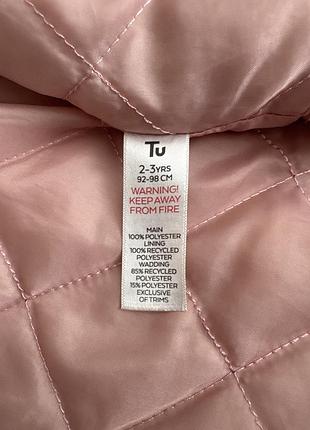 Tu
2-3YRS
92-98 CM
WARNING!
KEEP AWAY
FROM FIRE
MAIN
100% POLYESTER
LINING
100% RECYCLED
POLYESTER
WADDING
85% RECYCLED
POLYESTER
15% POLYESTER
EXCLUSIVE
OF TRIMS